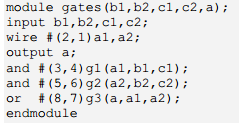 module gates(b1,b2,c1,c2,a);
input b1,b2,c1,c2;
wire #(2,1)a1,a2;
output a;
and #(3,4)g1(a1,b1,c1);
and #(5,6)g2(a2,b2,c2);
or #(8,7)g3(a,a1,a2);
endmodule